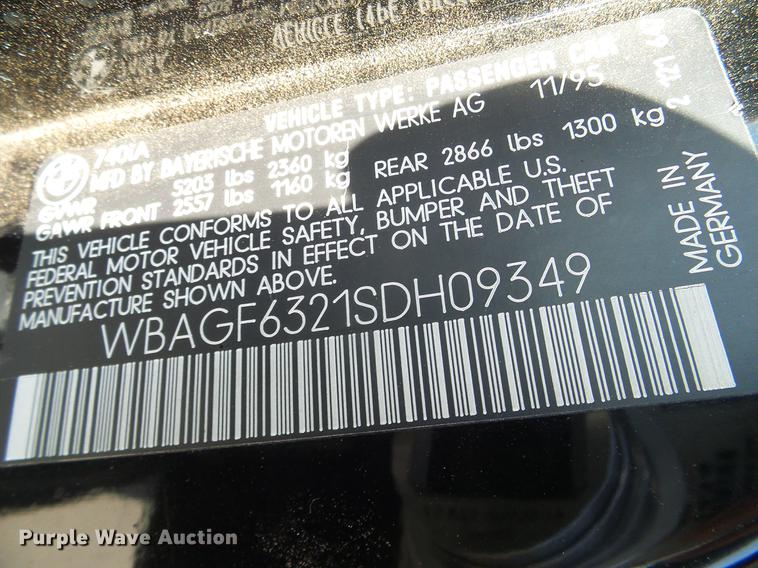 VEHICLE TYPE: PASSENGER CAR
740iA
MFD BY BAYERISCHE MOTOREN WERKE AG 11/95
GVWR 5203 lbs 2360 kg
GAWR FRONT 2557 lbs 1160 kg REAR 2866 lbs 1300 kg
THIS VEHICLE CONFORMS TO ALL APPLICABLE U.S.
FEDERAL MOTOR VEHICLE SAFETY, BUMPER AND THEFT
PREVENTION STANDARDS IN EFFECT ON THE DATE OF
MANUFACTURE SHOWN ABOVE.
WBAGF6321SDH09349
MADE IN
GERMANY
Purple Wave Auction